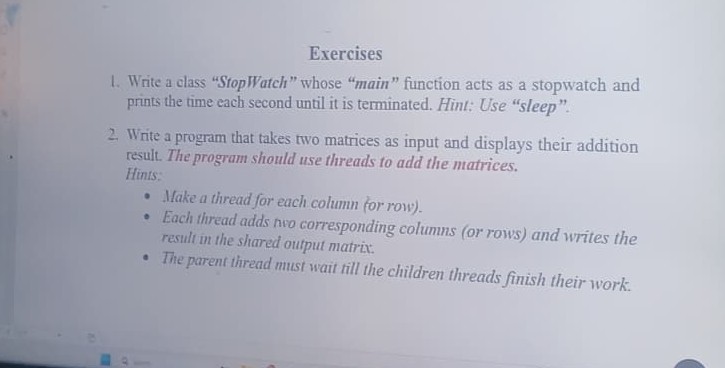 Exercises
1. Write a class “StopWatch” whose “main” function acts as a stopwatch and
prints the time each second until it is terminated. Hint: Use “sleep”.
2. Write a program that takes two matrices as input and displays their addition
result. The program should use threads to add the matrices.
Hints:
• Make a thread for each column (or row).
• Each thread adds two corresponding columns (or rows) and writes the
result in the shared output matrix.
• The parent thread must wait till the children threads finish their work.